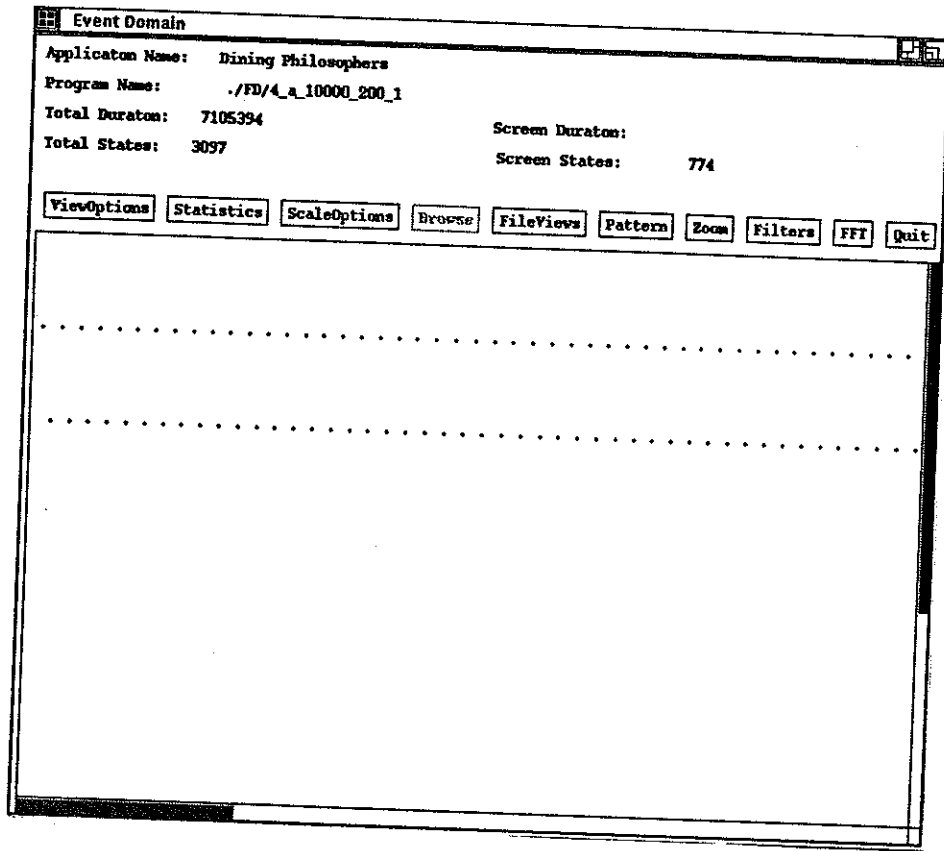 Event Domain
Applicaton Name: Dining Philosophers
Program Name: ./FD/4_a_10000_200_1
Total Duraton: 7105394 Screen Duraton:
Total States: 3097 Screen States: 774
ViewOptions Statistics ScaleOptions Browse FileViews Pattern Zoom Filters FFT Quit